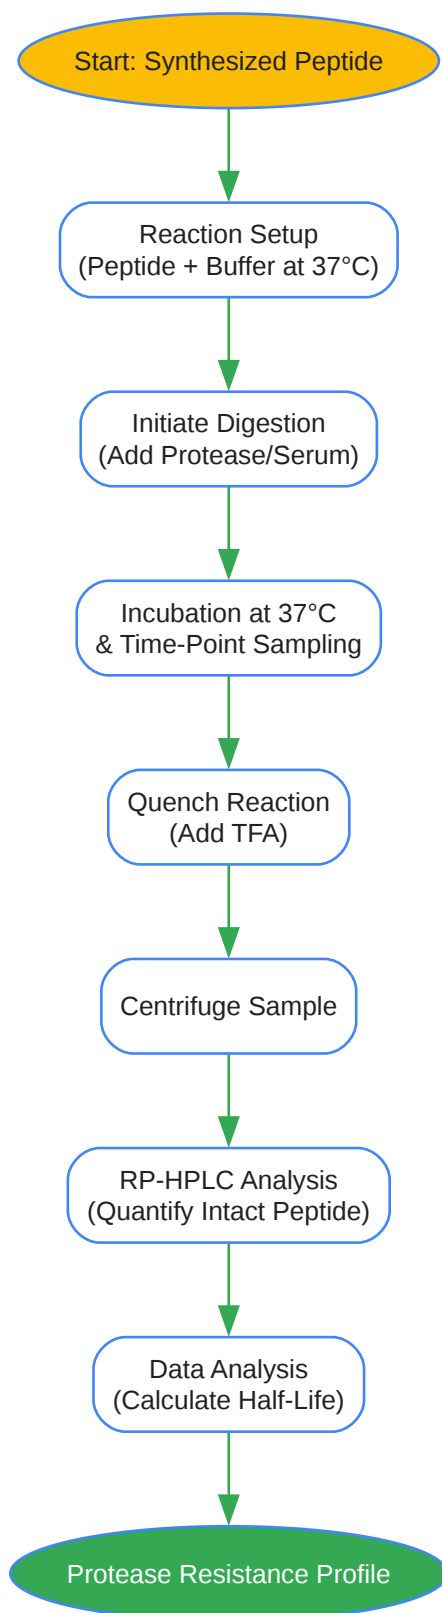 Start: Synthesized Peptide
Reaction Setup
(Peptide + Buffer at 37°C)
Initiate Digestion
(Add Protease/Serum)
Incubation at 37°C
& Time-Point Sampling
Quench Reaction
(Add TFA)
Centrifuge Sample
RP-HPLC Analysis
(Quantify Intact Peptide)
Data Analysis
(Calculate Half-Life)
Protease Resistance Profile